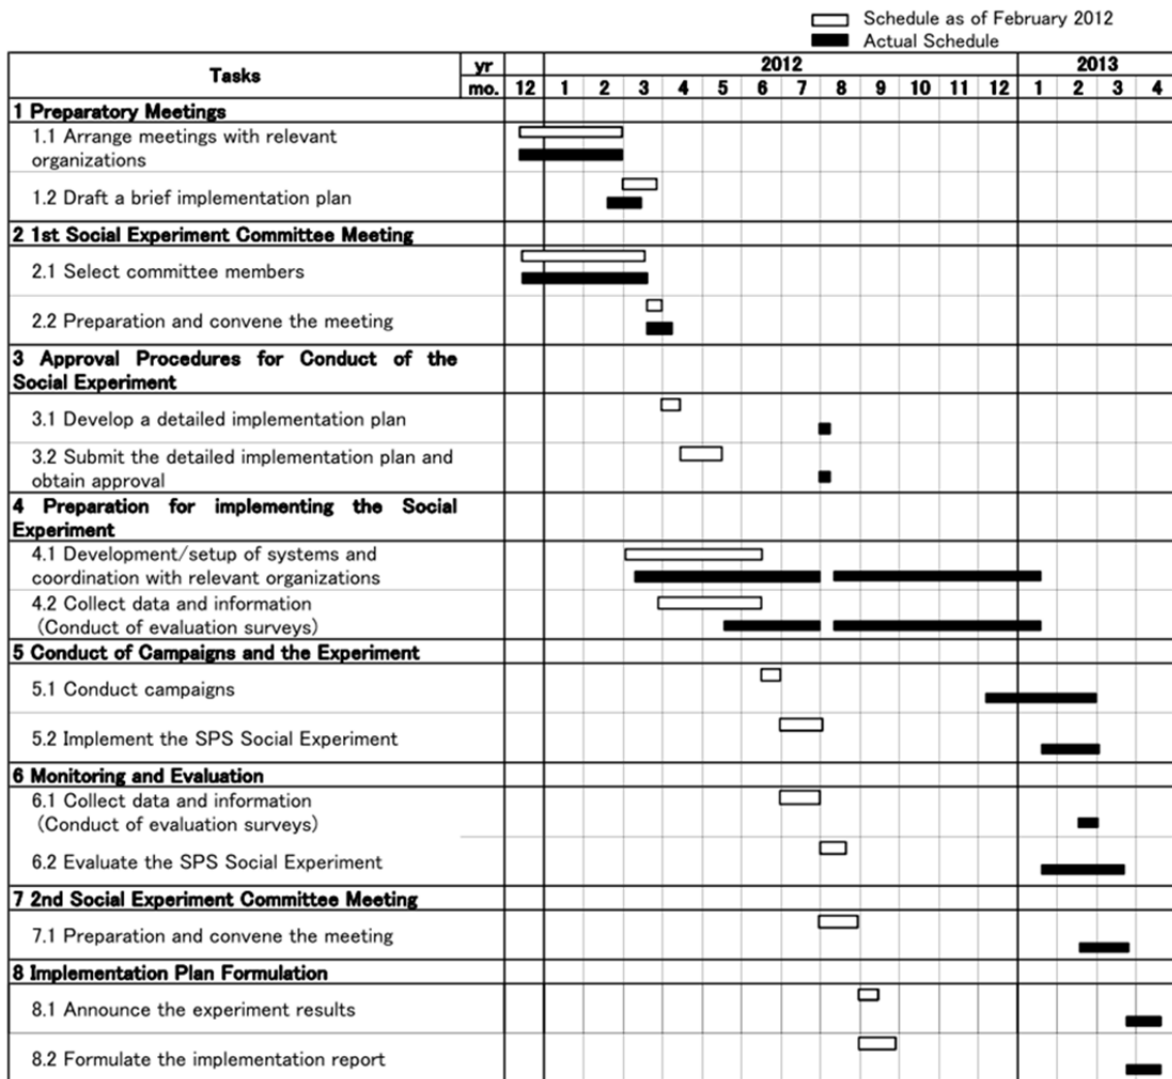 Schedule as of February 2012
Actual Schedule
Tasks yr 2012 2013
mo. 12 1 2 3 4 5 6 7 8 9 10 11 12 1 2 3 4
1 Preparatory Meetings
1.1 Arrange meetings with relevant
organizations
1.2 Draft a brief implementation plan
2 1st Social Experiment Committee Meeting
2.1 Select committee members
2.2 Preparation and convene the meeting
3 Approval Procedures for Conduct of the
Social Experiment
3.1 Develop a detailed implementation plan
3.2 Submit the detailed implementation plan and
obtain approval
4 Preparation for implementing the Social
Experiment
4.1 Development/setup of systems and
coordination with relevant organizations
4.2 Collect data and information
(Conduct of evaluation surveys)
5 Conduct of Campaigns and the Experiment
5.1 Conduct campaigns
5.2 Implement the SPS Social Experiment
6 Monitoring and Evaluation
6.1 Collect data and information
(Conduct of evaluation surveys)
6.2 Evaluate the SPS Social Experiment
7 2nd Social Experiment Committee Meeting
7.1 Preparation and convene the meeting
8 Implementation Plan Formulation
8.1 Announce the experiment results
8.2 Formulate the implementation report